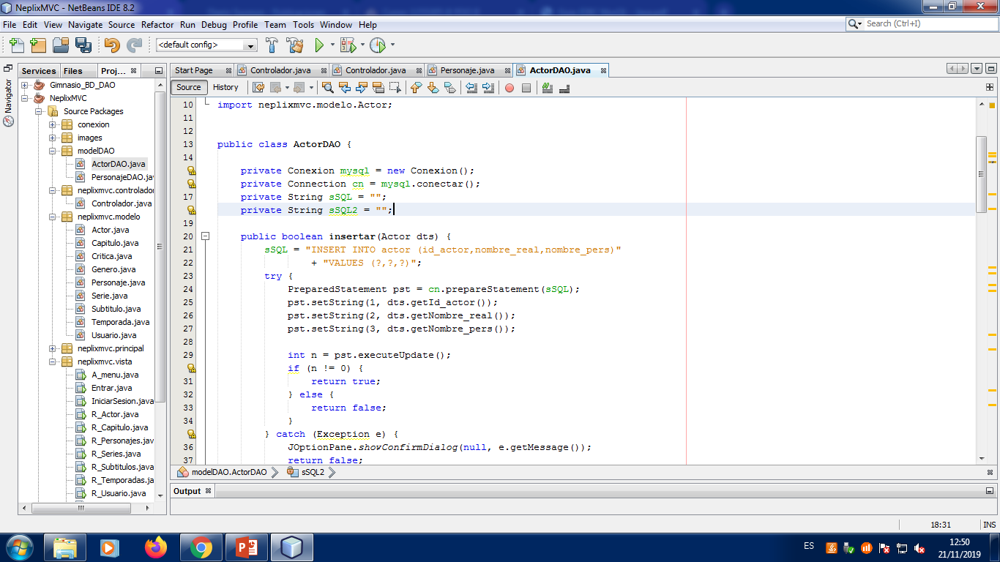 NeplixMVC - NetBeans IDE 8.2
File Edit View Navigate Source Refactor Run Debug Profile Team Tools Window Help
Search (Ctrl+I)
<default config>
Navigator
Services Files Proj...
Gimnasio_BD_DAO
NeplixMVC
Source Packages
conexion
images
modelDAO
ActorDAO.java
PersonajeDAO.jav
neplixmvc.controlador
Controlador.java
neplixmvc.modelo
Actor.java
Capitulo.java
Critica.java
Genero.java
Personaje.java
Serie.java
Subtitulo.java
Temporada.java
Usuario.java
neplixmvc.principal
neplixmvc.vista
A_menu.java
Entrar.java
IniciarSesion.java
R_Actor.java
R_Capitulo.java
R_Personajes.jav
R_Series.java
R_Subtitulos.java
R_Temporadas.ja
R_Usuario.java
Start Page Controlador.java Controlador.java Personaje.java ActorDAO.java
Source History
10 import neplixmvc.modelo.Actor;
11
12
13 public class ActorDAO {
14
private Conexion mysql = new Conexion();
private Connection cn = mysql.conectar();
17 private String sSQL = "";
private String sSQL2 = "";
19
20 public boolean insertar(Actor dts) {
21 sSQL = "INSERT INTO actor (id_actor,nombre_real,nombre_pers)"
22 + "VALUES (?,?,?)";
23 try {
24 PreparedStatement pst = cn.prepareStatement(sSQL);
25 pst.setString(1, dts.getId_actor());
26 pst.setString(2, dts.getNombre_real());
27 pst.setString(3, dts.getNombre_pers());
28
29 int n = pst.executeUpdate();
if (n != 0) {
31 return true;
32 } else {
33 return false;
34 }
} catch (Exception e) {
36 JOptionPane.showConfirmDialog(null, e.getMessage());
37 return false;
modelDAO.ActorDAO sSQL2
Output
18:31 INS
ES
12:50
21/11/2019